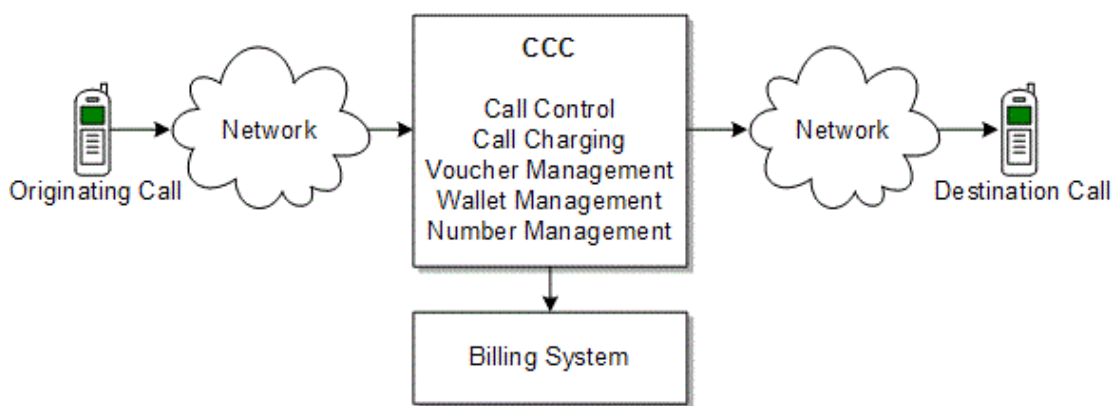 CCC
Call Control
Call Charging
Voucher Management
Wallet Management
Number Management
Network
Network
Originating Call
Destination Call
Billing System